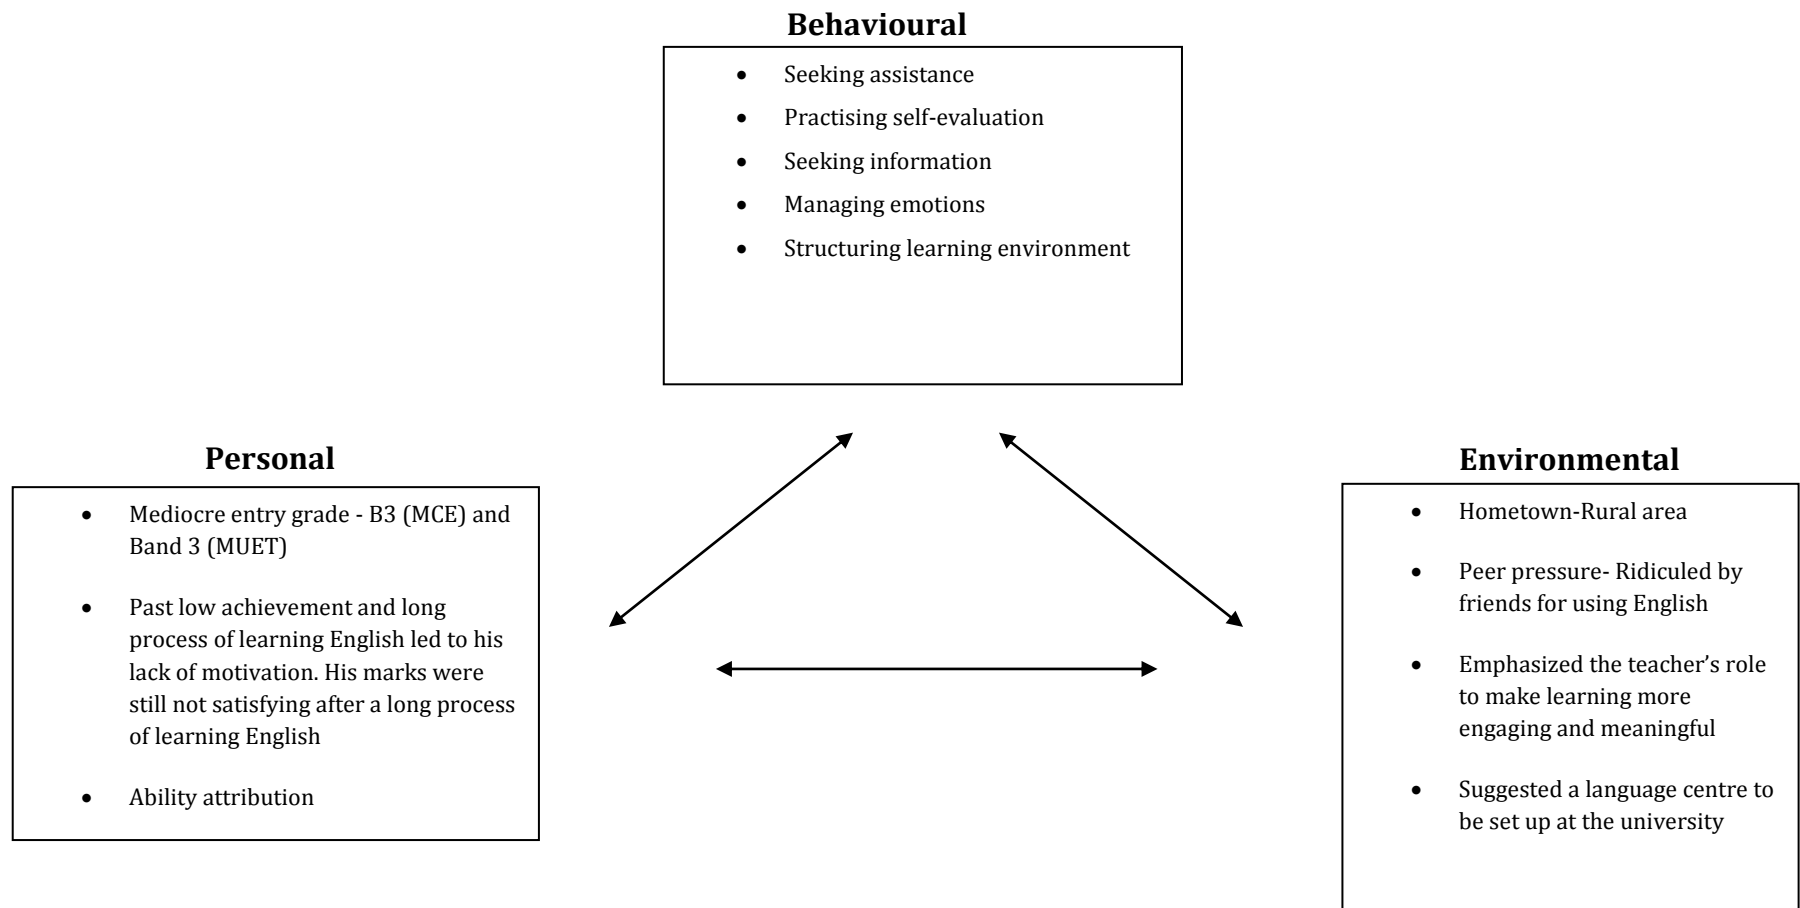 Behavioural
• Seeking assistance
• Practising self-evaluation
• Seeking information
• Managing emotions
• Structuring learning environment
Personal
• Mediocre entry grade - B3 (MCE) and
Band 3 (MUET)
• Past low achievement and long
process of learning English led to his
lack of motivation. His marks were
still not satisfying after a long process
of learning English
• Ability attribution
Environmental
• Hometown-Rural area
• Peer pressure- Ridiculed by
friends for using English
• Emphasized the teacher’s role
to make learning more
engaging and meaningful
• Suggested a language centre to
be set up at the university